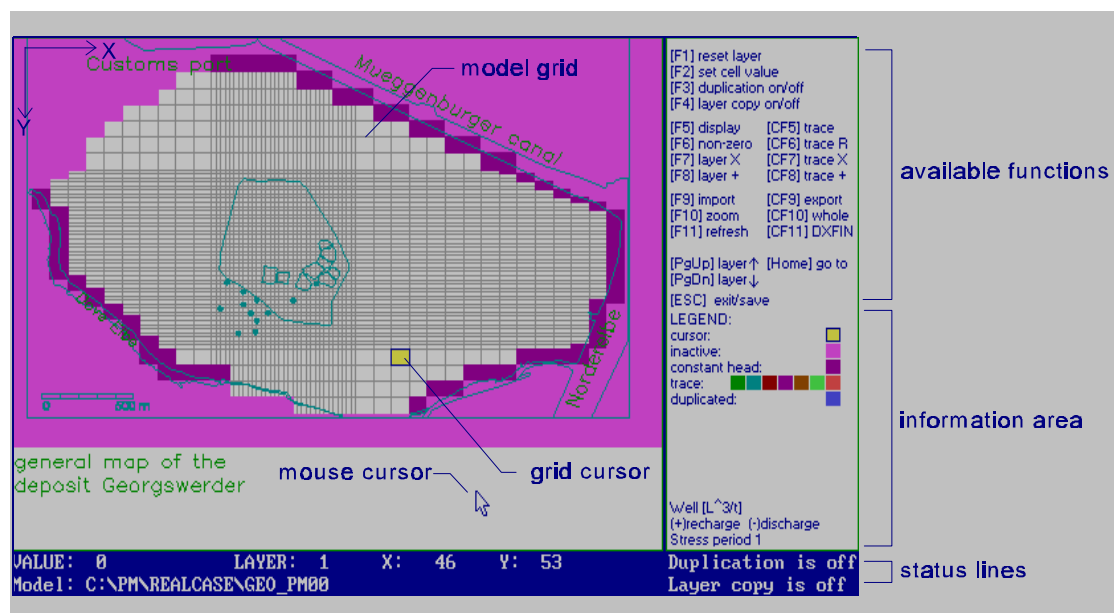 X
Y
Customs port
Mueggenburger canal
model grid
Dove Elbe
Norderelbe
0 500 m
general map of the
deposit Georgswerder
mouse cursor
grid cursor
[F1] reset layer
[F2] set cell value
[F3] duplication on/off
[F4] layer copy on/off
[F5] display [CF5] trace
[F6] non-zero [CF6] trace R
[F7] layer X [CF7] trace X
[F8] layer + [CF8] trace +
[F9] import [CF9] export
[F10] zoom [CF10] whole
[F11] refresh [CF11] DXFIN
[PgUp] layer↑ [Home] go to
[PgDn] layer↓
[ESC] exit/save
available functions
LEGEND:
cursor:
inactive:
constant head:
trace:
duplicated:
Well [L^3/t]
(+)recharge (-)discharge
Stress period 1
information area
VALUE: 0 LAYER: 1 X: 46 Y: 53 Duplication is off
Model: C:\PM\REALCASE\GEO_PM00 Layer copy is off
status lines